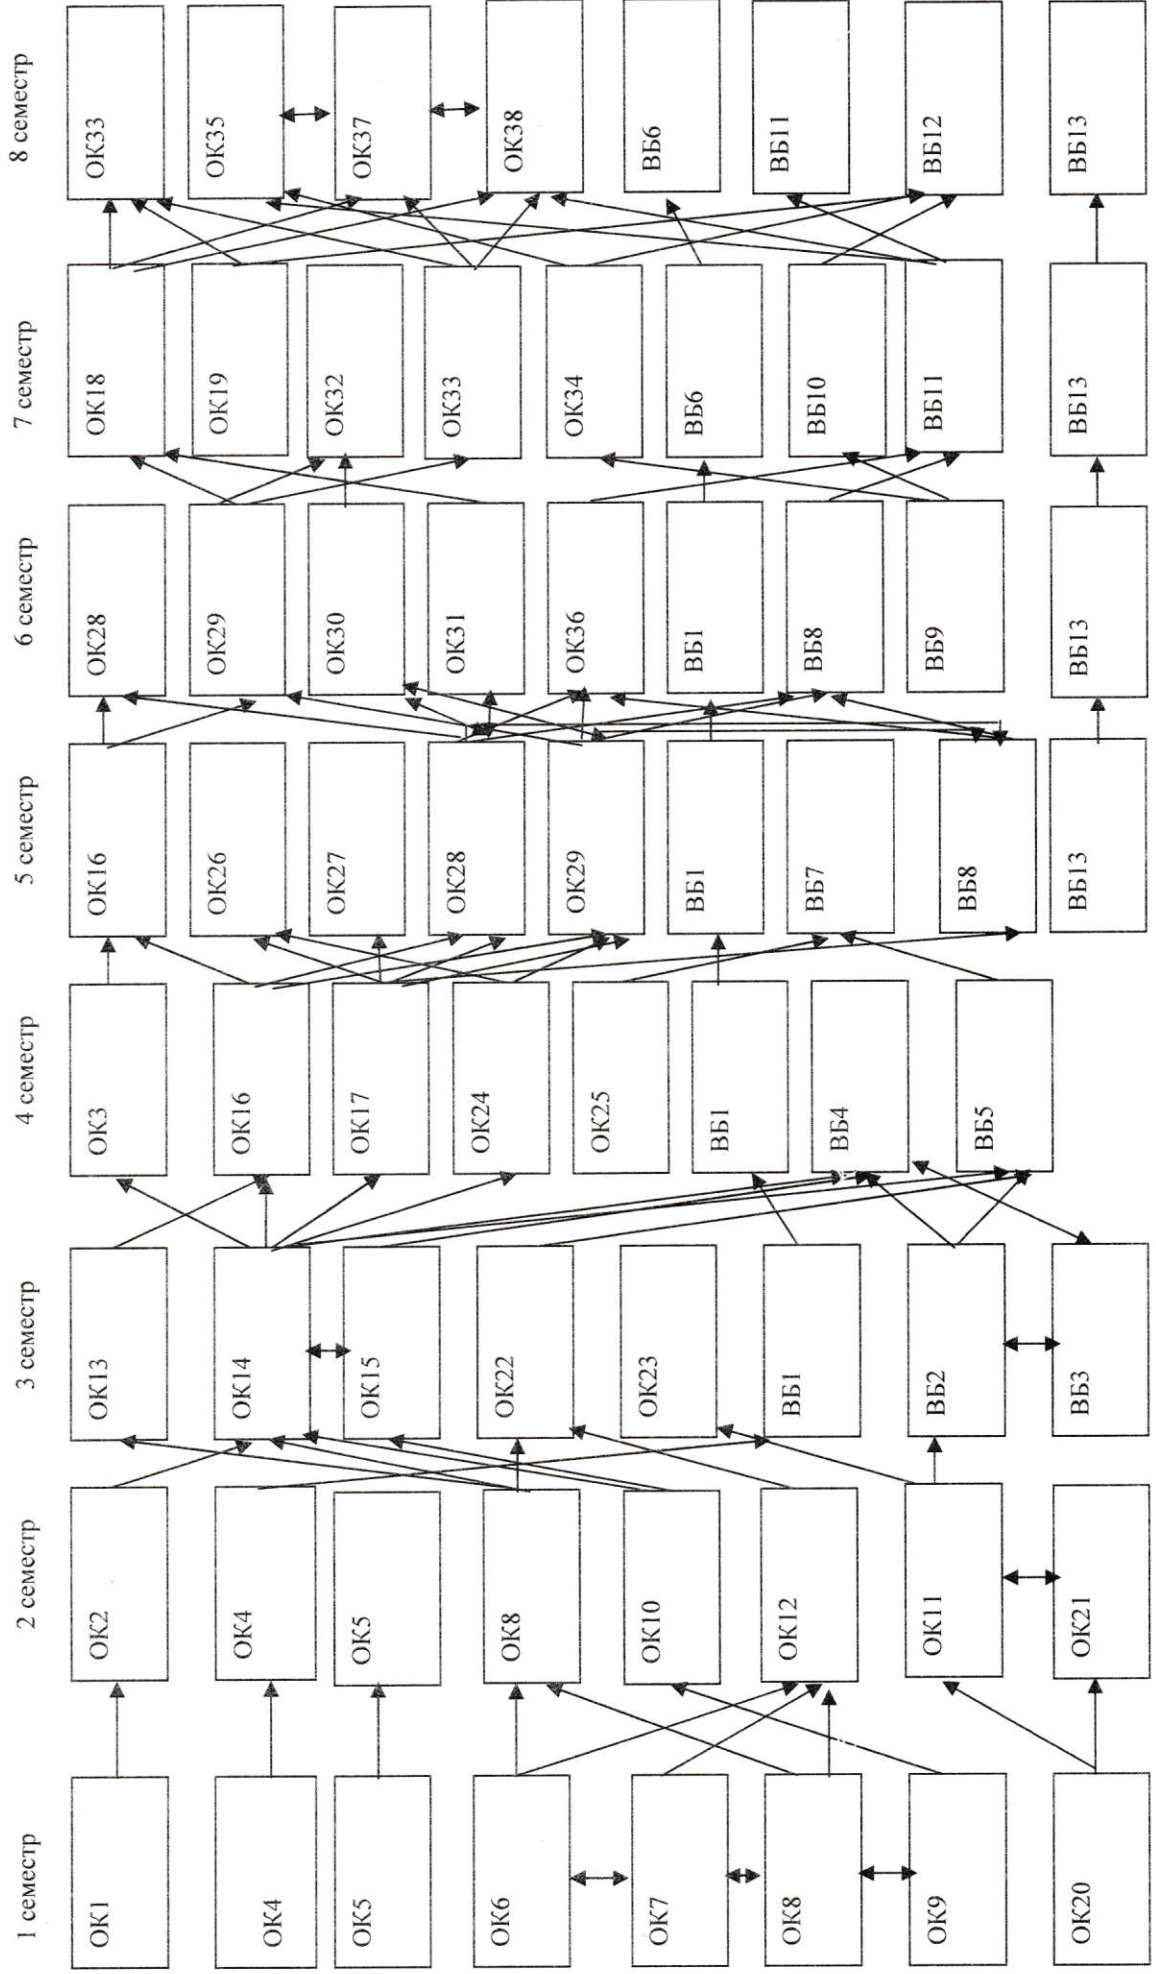 1 семестр
ОК1
ОК4
ОК5
ОК6
ОК7
ОК8
ОК9
ОК20
2 семестр
ОК2
ОК4
ОК5
ОК8
ОК10
ОК12
ОК11
ОК21
3 семестр
ОК13
ОК14
ОК15
ОК22
ОК23
ВБ1
ВБ2
ВБ3
4 семестр
ОК3
ОК16
ОК17
ОК24
ОК25
ВБ1
ВБ4
ВБ5
5 семестр
ОК16
ОК26
ОК27
ОК28
ОК29
ВБ1
ВБ7
ВБ8
ВБ13
6 семестр
ОК28
ОК29
ОК30
ОК31
ОК36
ВБ1
ВБ8
ВБ9
ВБ13
7 семестр
ОК18
ОК19
ОК32
ОК33
ОК34
ВБ6
ВБ10
ВБ11
ВБ13
8 семестр
ОК33
ОК35
ОК37
ОК38
ВБ6
ВБ11
ВБ12
ВБ13